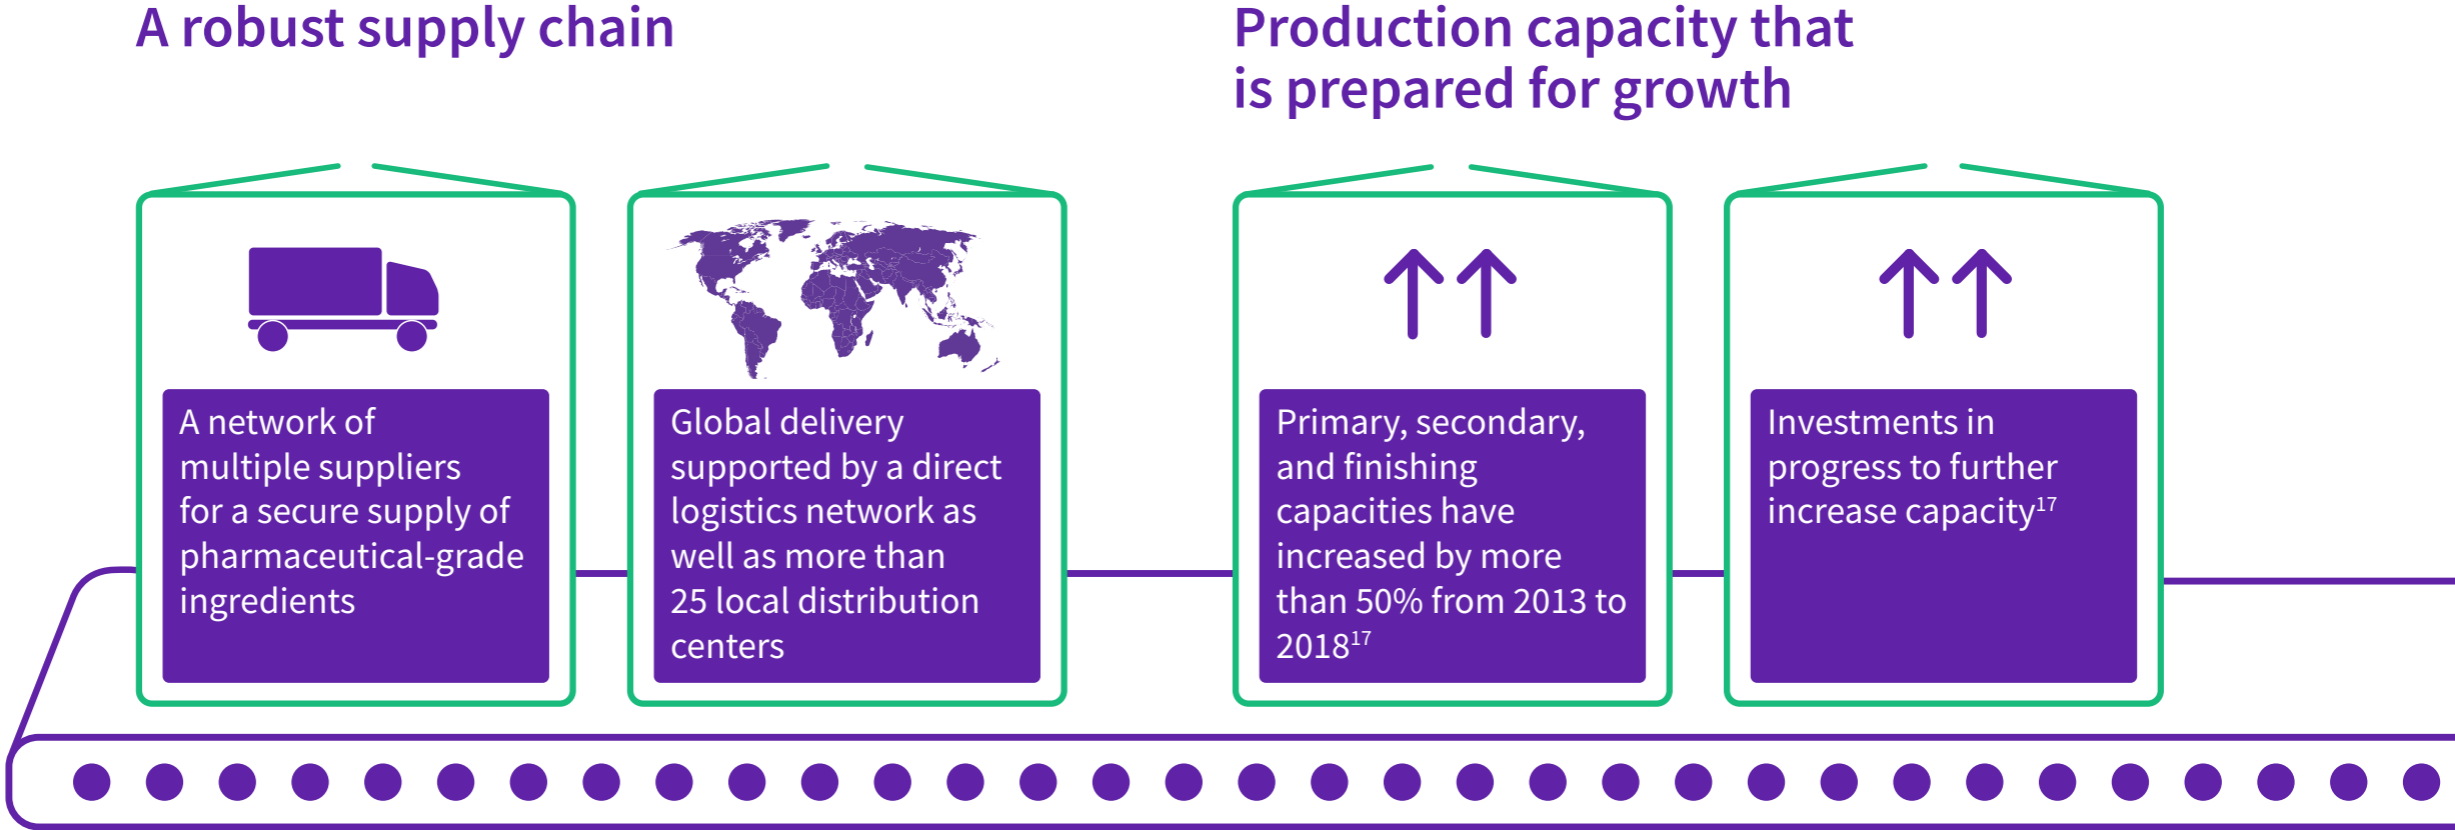 A robust supply chain
A network of
multiple suppliers
for a secure supply of
pharmaceutical-grade
ingredients
Global delivery
supported by a direct
logistics network as
well as more than
25 local distribution
centers
Production capacity that
is prepared for growth
Primary, secondary,
and finishing
capacities have
increased by more
than 50% from 2013 to
2018¹⁷
Investments in
progress to further
increase capacity¹⁷